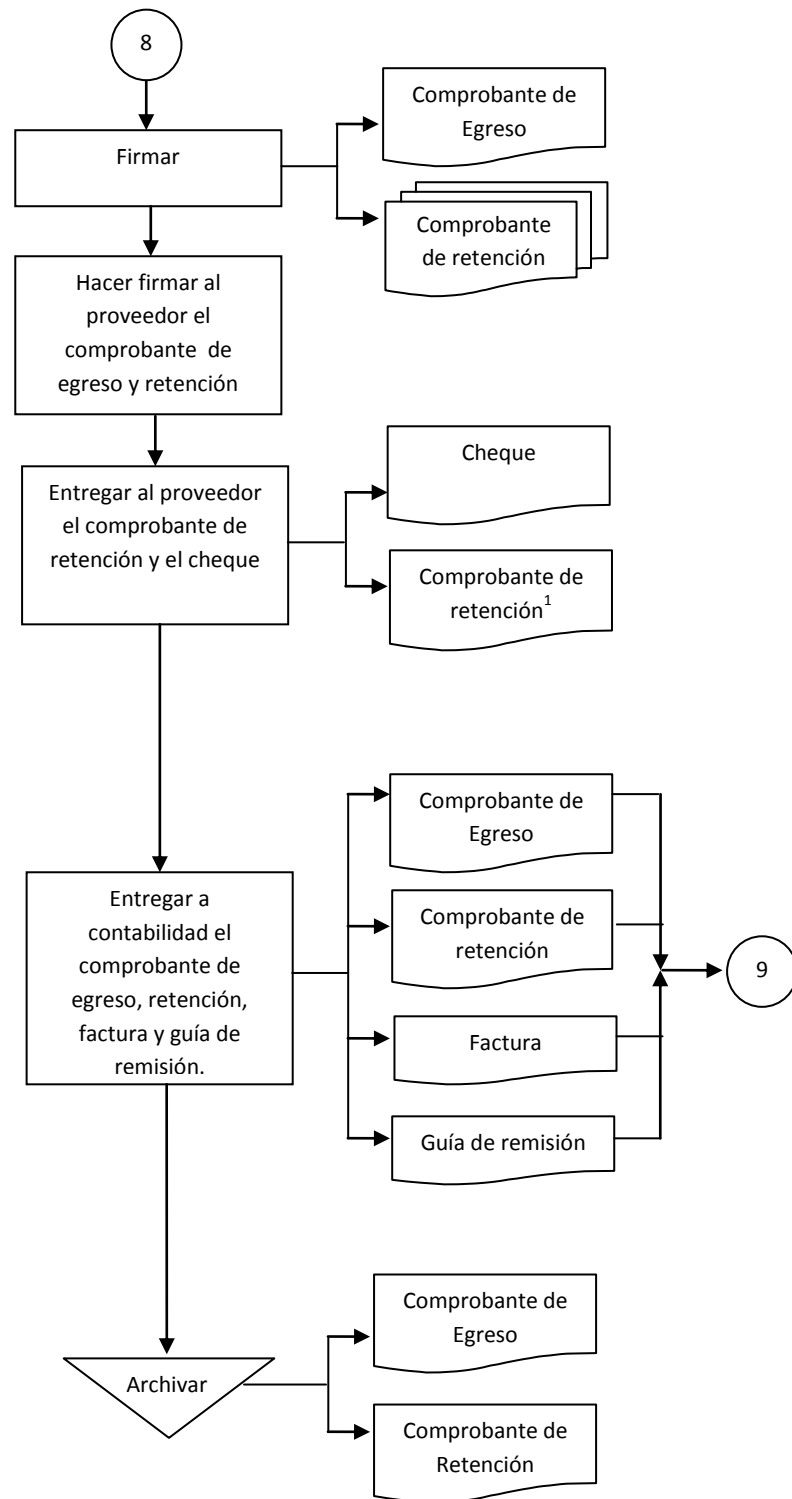 8
Firmar
Comprobante de
Egreso
Comprobante
de retención
Hacer firmar al
proveedor el
comprobante de
egreso y retención
Entregar al proveedor
el comprobante de
retención y el cheque
Cheque
Comprobante de
retención¹
Entregar a
contabilidad el
comprobante de
egreso, retención,
factura y guía de
remisión.
Comprobante de
Egreso
Comprobante de
retención
Factura
Guía de remisión
9
Archivar
Comprobante de
Egreso
Comprobante de
Retención